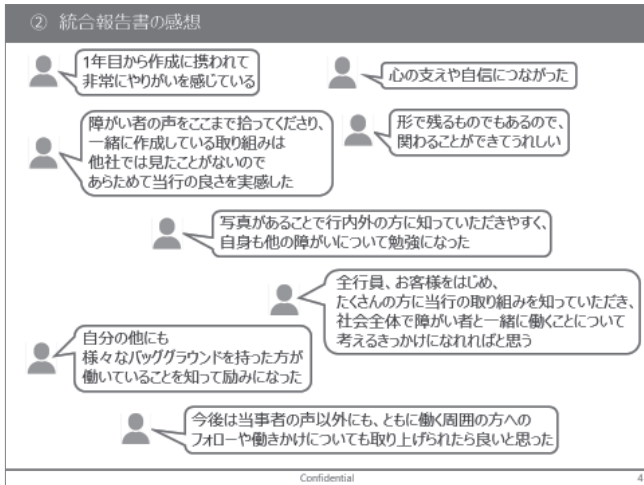 ② 統合報告書の感想
1年目から作成に携われて
非常にやりがいを感じている
心の支えや自信につながった
障がい者の声をここまで拾ってくださり、
一緒に作成している取り組みは
他社では見たことがないので
あらためて当行の良さを実感した
形で残るものでもあるので、
関わることができてうれしい
写真があることで行内外の方に知っていただきやすく、
自身も他の障がいについて勉強になった
全行員、お客様をはじめ、
たくさんの方に当行の取り組みを知っていただき、
社会全体で障がい者と一緒に働くことについて
考えるきっかけになれればと思う
自分の他にも
様々なバッググラウンドを持った方が
働いていることを知って励みになった
今後は当事者の声以外にも、ともに働く周囲の方への
フォローや働きかけについても取り上げられたら良いと思った
Confidential
4